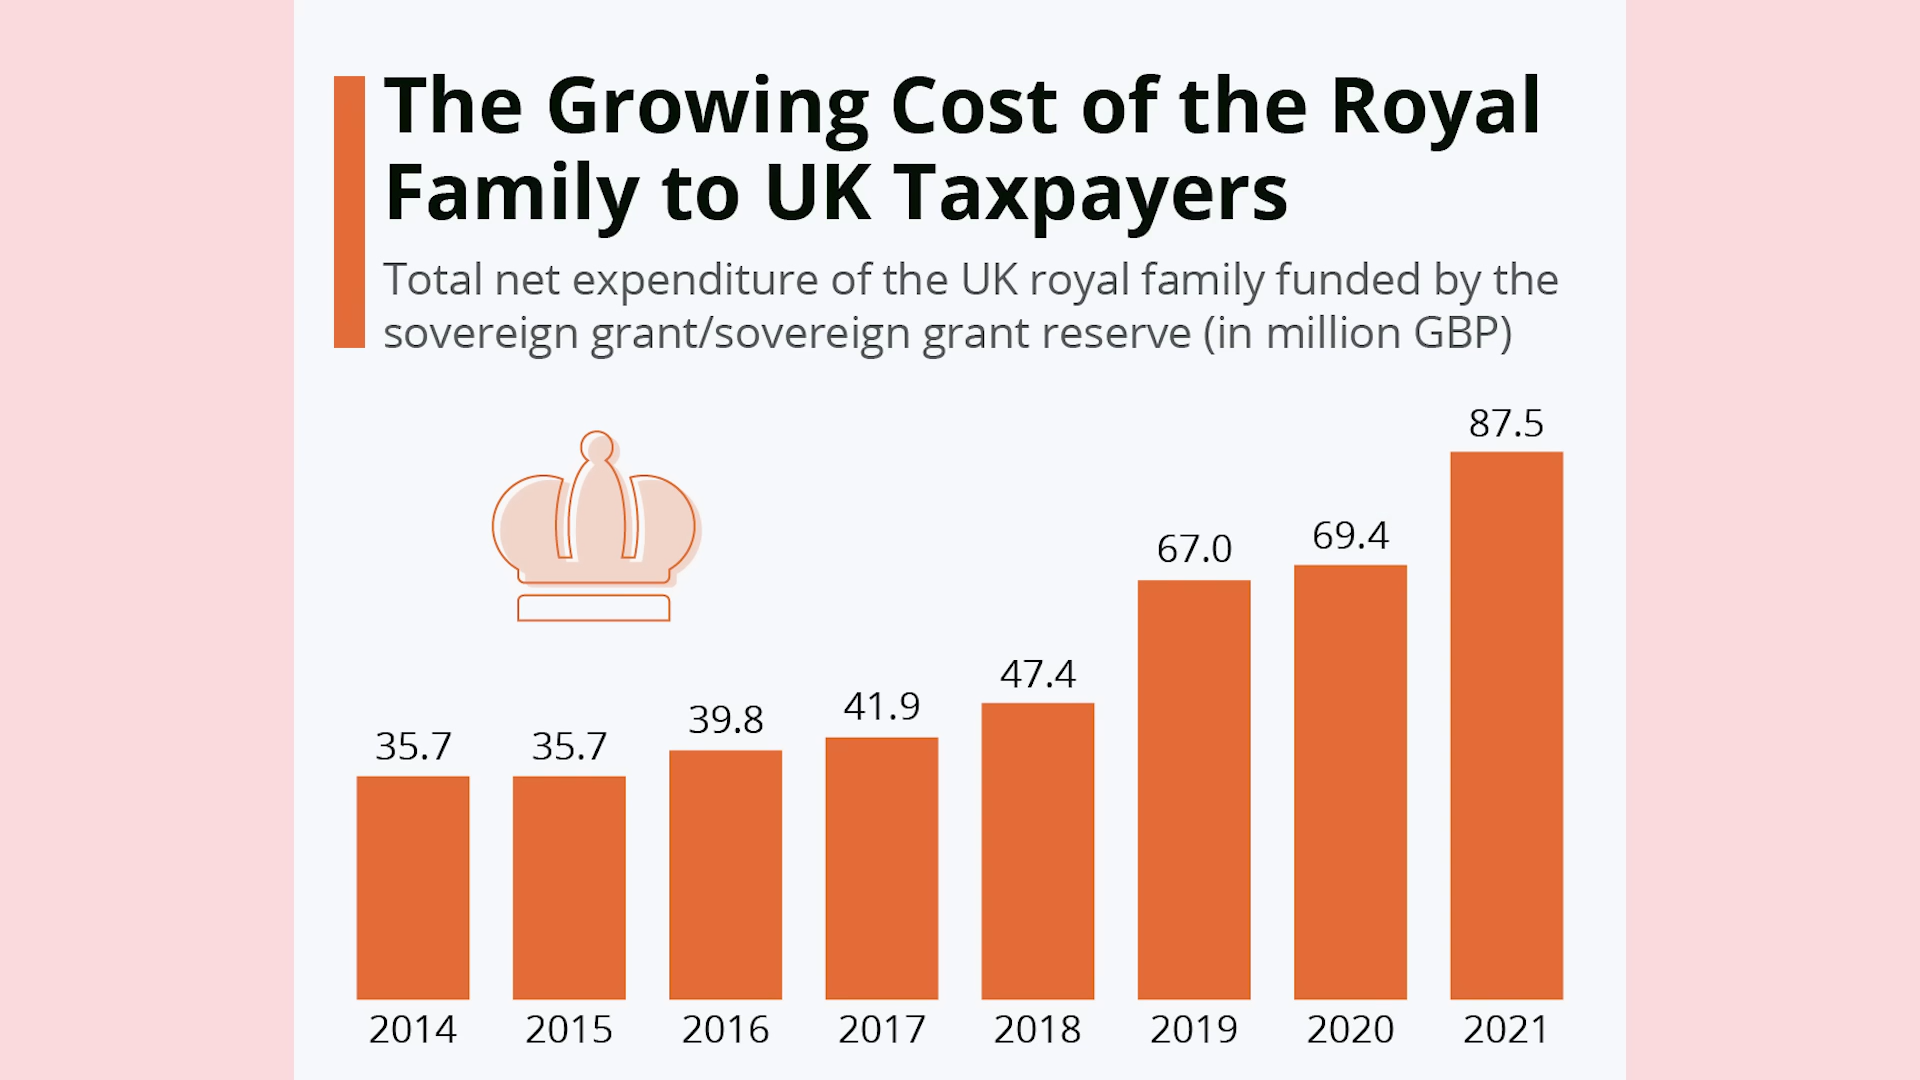 The Growing Cost of the Royal
Family to UK Taxpayers
Total net expenditure of the UK royal family funded by the
sovereign grant/sovereign grant reserve (in million GBP)
87.5
69.4
67.0
47.4
41.9
39.8
35.7 35.7
2014 2015 2016 2017 2018 2019 2020 2021